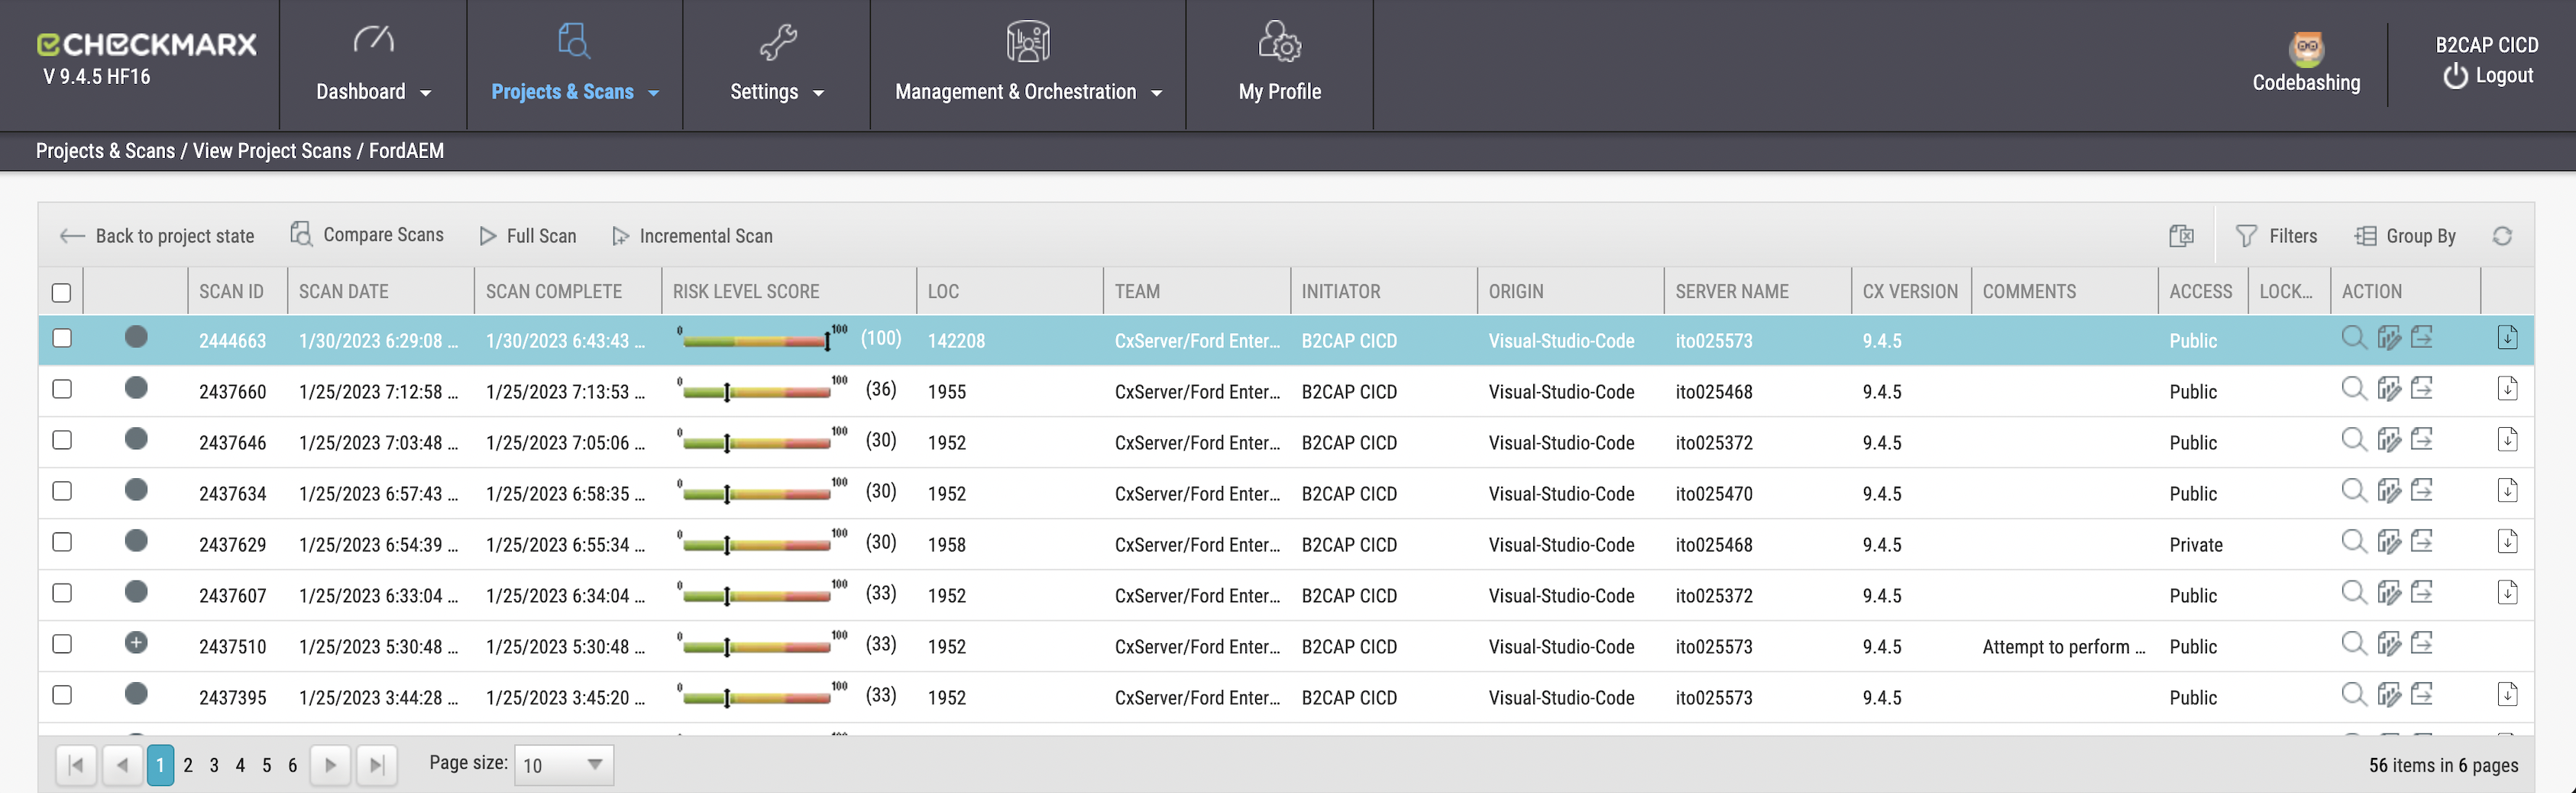 CHECKMARX
V 9.4.5 HF16
Dashboard
Projects & Scans
Settings
Management & Orchestration
My Profile
Codebashing
B2CAP CICD
Logout
Projects & Scans / View Project Scans / FordAEM
Back to project state Compare Scans Full Scan Incremental Scan Filters Group By
SCAN ID SCAN DATE SCAN COMPLETE RISK LEVEL SCORE LOC TEAM INITIATOR ORIGIN SERVER NAME CX VERSION COMMENTS ACCESS LOCK... ACTION
2444663 1/30/2023 6:29:08 ... 1/30/2023 6:43:43 ... 0 100 (100) 142208 CxServer/Ford Enter... B2CAP CICD Visual-Studio-Code ito025573 9.4.5 Public
2437660 1/25/2023 7:12:58 ... 1/25/2023 7:13:53 ... 0 100 (36) 1955 CxServer/Ford Enter... B2CAP CICD Visual-Studio-Code ito025468 9.4.5 Public
2437646 1/25/2023 7:03:48 ... 1/25/2023 7:05:06 ... 0 100 (30) 1952 CxServer/Ford Enter... B2CAP CICD Visual-Studio-Code ito025372 9.4.5 Public
2437634 1/25/2023 6:57:43 ... 1/25/2023 6:58:35 ... 0 100 (30) 1952 CxServer/Ford Enter... B2CAP CICD Visual-Studio-Code ito025470 9.4.5 Public
2437629 1/25/2023 6:54:39 ... 1/25/2023 6:55:34 ... 0 100 (30) 1958 CxServer/Ford Enter... B2CAP CICD Visual-Studio-Code ito025468 9.4.5 Private
2437607 1/25/2023 6:33:04 ... 1/25/2023 6:34:04 ... 0 100 (33) 1952 CxServer/Ford Enter... B2CAP CICD Visual-Studio-Code ito025372 9.4.5 Public
2437510 1/25/2023 5:30:48 ... 1/25/2023 5:30:48 ... 0 100 (33) 1952 CxServer/Ford Enter... B2CAP CICD Visual-Studio-Code ito025573 9.4.5 Attempt to perform ... Public
2437395 1/25/2023 3:44:28 ... 1/25/2023 3:45:20 ... 0 100 (33) 1952 CxServer/Ford Enter... B2CAP CICD Visual-Studio-Code ito025573 9.4.5 Public
1 2 3 4 5 6 Page size: 10 56 items in 6 pages